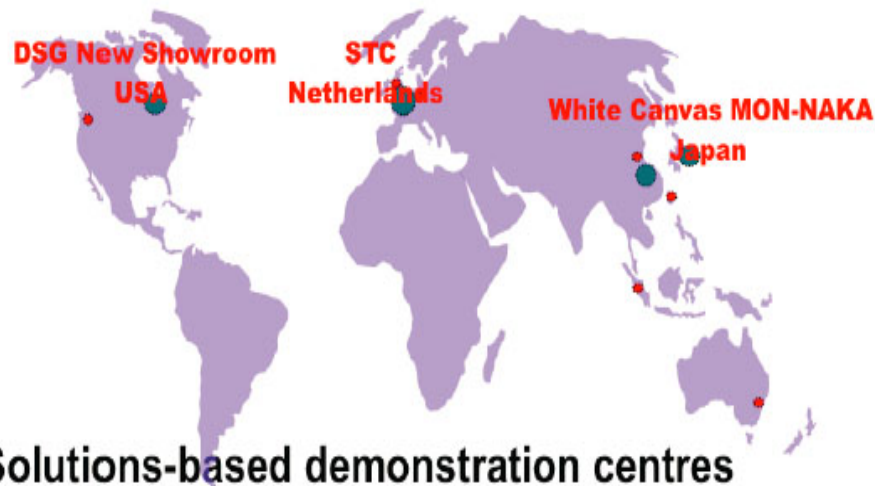 DSG New Showroom
USA
STC
Netherlands
White Canvas MON-NAKA
Japan
Solutions-based demonstration centres